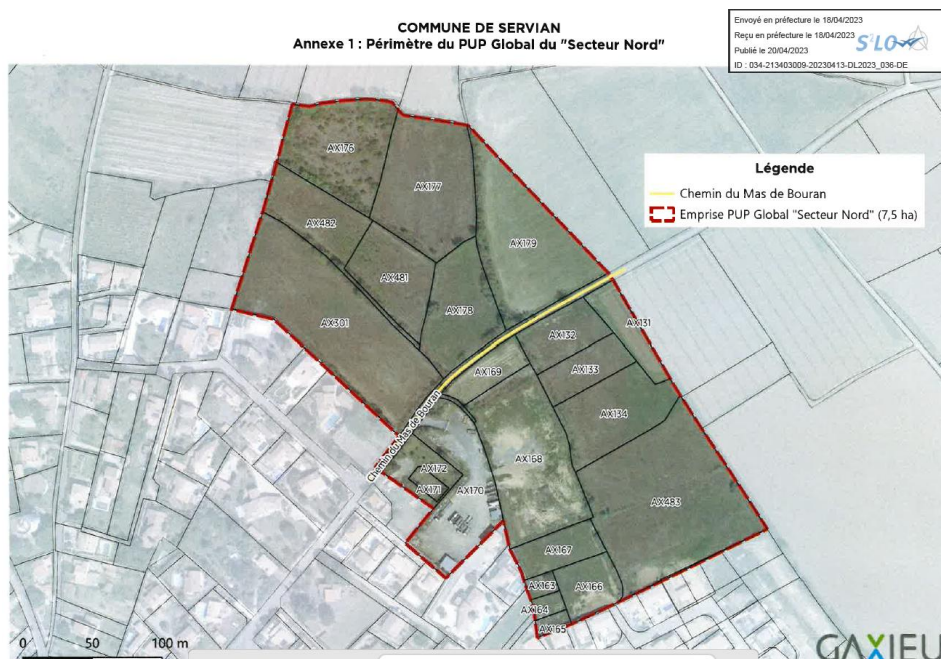 COMMUNE DE SERVIAN
Annexe 1 : Périmètre du PUP Global du "Secteur Nord"
Envoyé en préfecture le 18/04/2023
Reçu en préfecture le 18/04/2023
Publié le 20/04/2023
S²LO
ID : 034-213403009-20230413-DL2023_036-DE
Légende
Chemin du Mas de Bouran
Emprise PUP Global "Secteur Nord" (7,5 ha)
AX176
AX177
AX482
AX179
AX481
AX178
AX301
AX131
AX132
AX169
AX133
AX134
Chemin du Mas de Bouran
AX168
AX172
AX171
AX170
AX483
AX167
AX163
AX166
AX164
AX165
0 50 100 m
GAXIEU